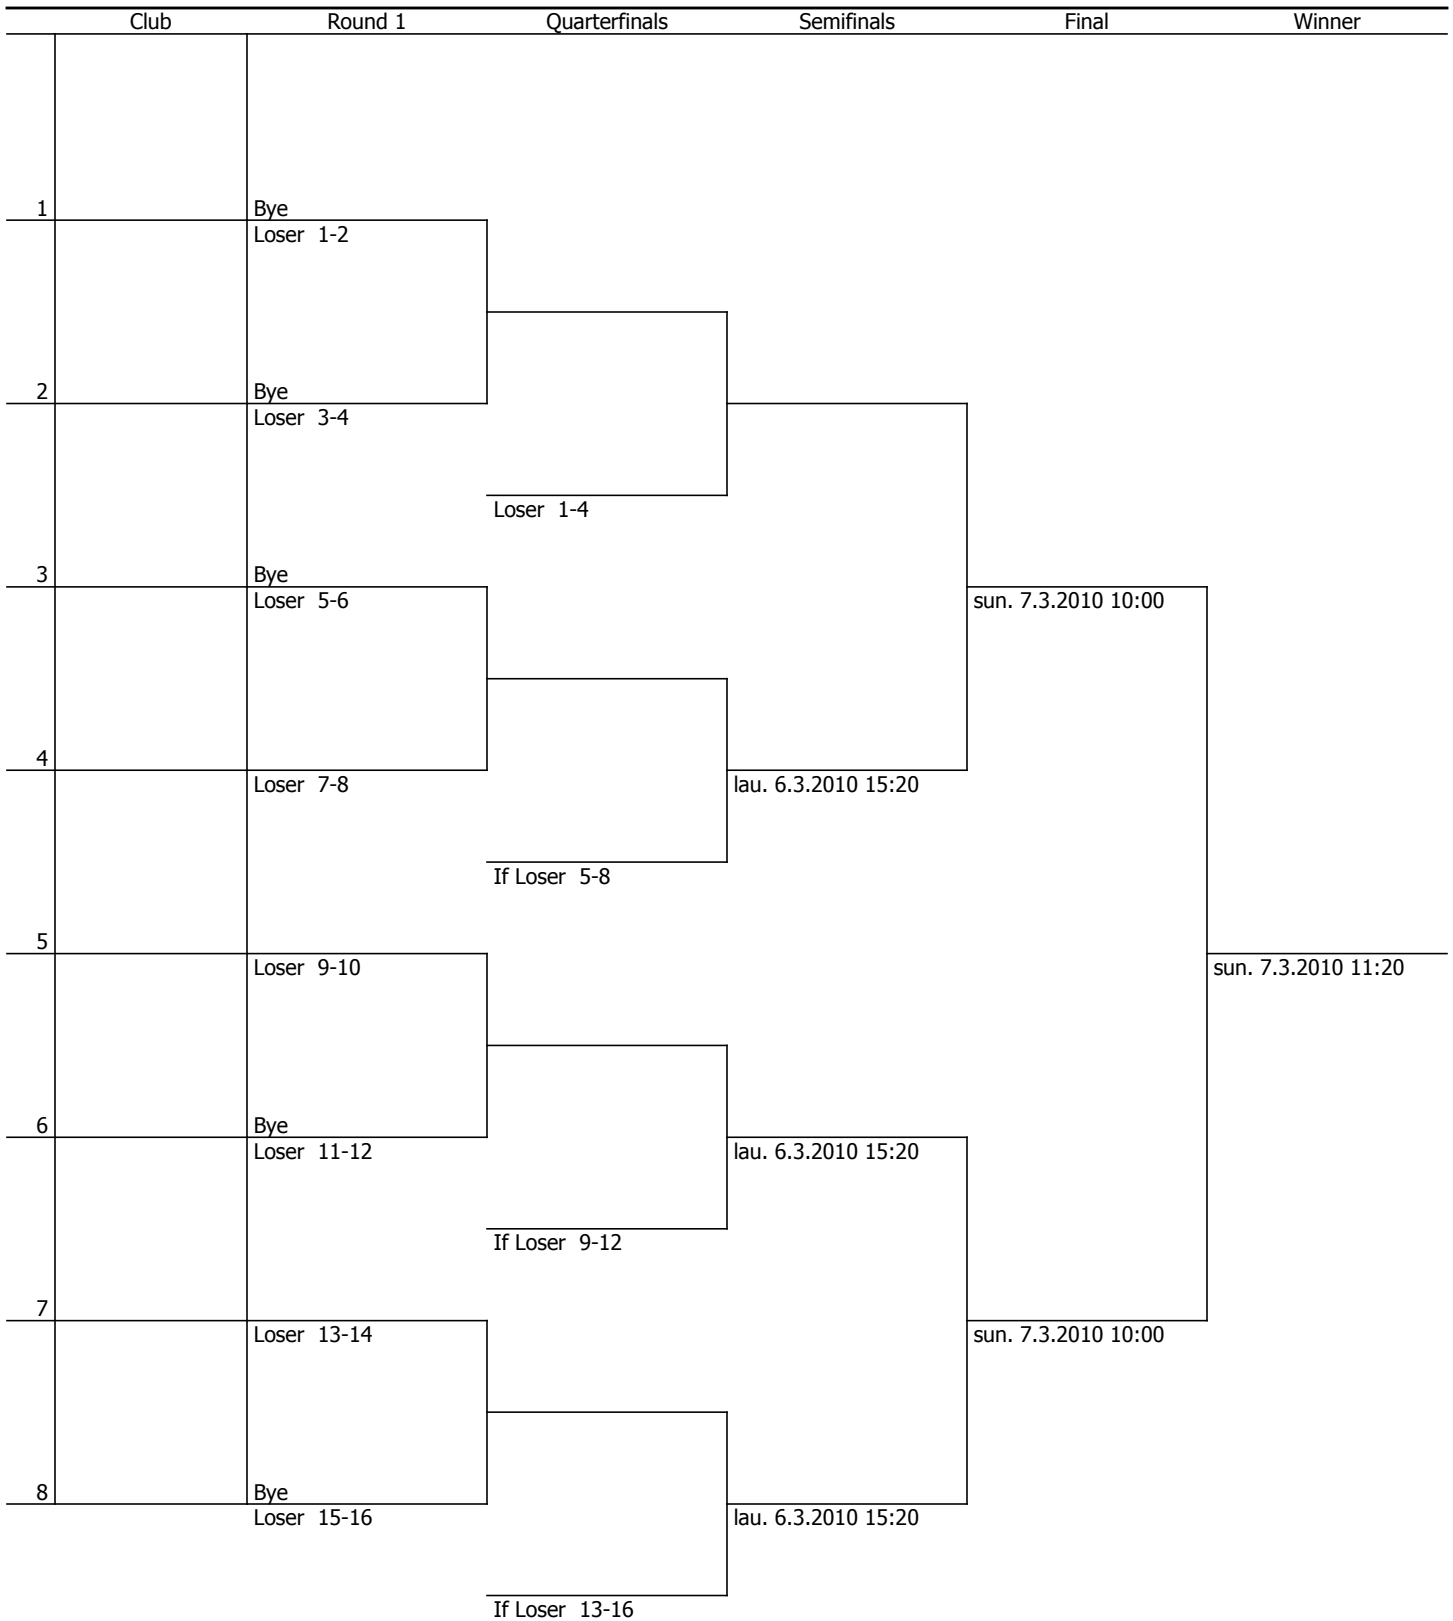 Club Round 1 Quarterfinals Semifinals Final Winner
1 Bye
Loser 1-2
2 Bye
Loser 3-4
Loser 1-4
3 Bye
Loser 5-6 sun. 7.3.2010 10:00
4
Loser 7-8 lau. 6.3.2010 15:20
If Loser 5-8
5
Loser 9-10 sun. 7.3.2010 11:20
6 Bye
Loser 11-12 lau. 6.3.2010 15:20
If Loser 9-12
7
Loser 13-14 sun. 7.3.2010 10:00
8 Bye
Loser 15-16 lau. 6.3.2010 15:20
If Loser 13-16